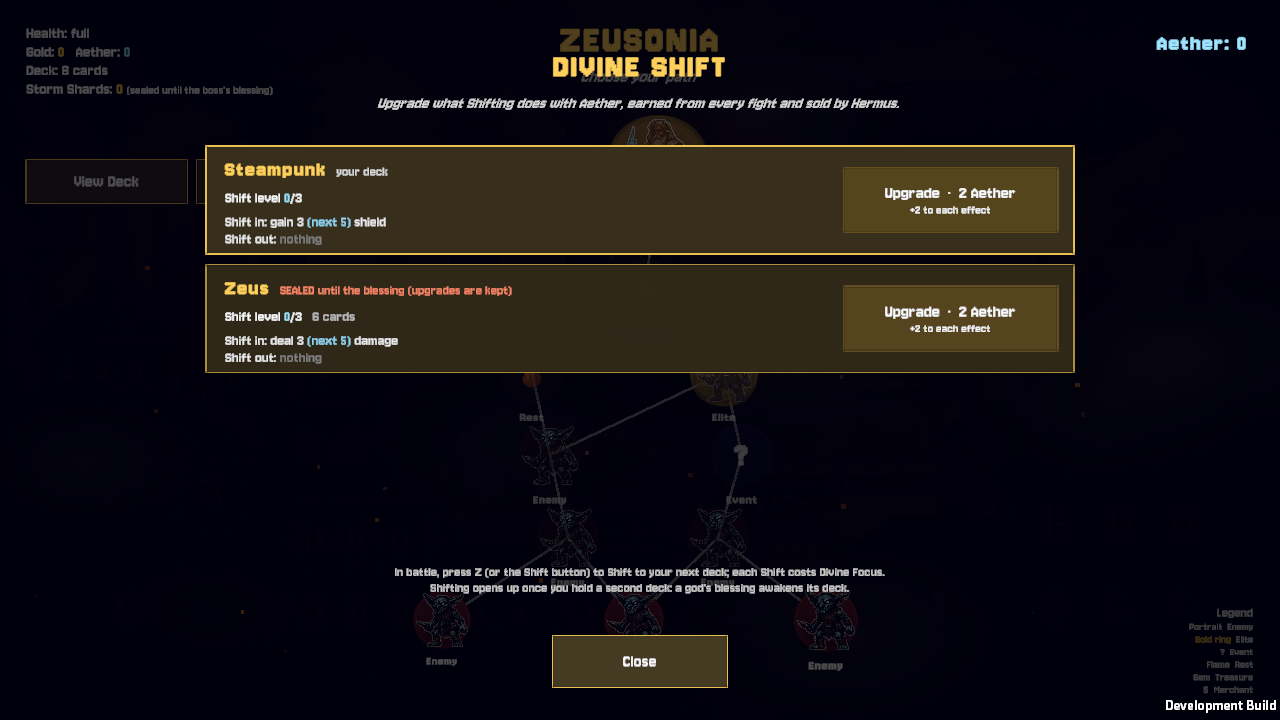 Health: full
Gold: 0 Aether: 0
Deck: 8 cards
Storm Shards: 0 (sealed until the boss's blessing)
ZEUSONIA
DIVINE SHIFT
Choose your path
Aether: 0
Upgrade what Shifting does with Aether, earned from every fight and sold by Hermus.
View Deck
Steampunk your deck
Shift level 0/3
Shift in: gain 3 (next 5) shield
Shift out: nothing
Upgrade · 2 Aether
+2 to each effect
Zeus SEALED until the blessing (upgrades are kept)
Shift level 0/3 6 cards
Shift in: deal 3 (next 5) damage
Shift out: nothing
Upgrade · 2 Aether
+2 to each effect
Rest
Elite
?
Enemy
Event
In battle, press Z (or the Shift button) to Shift to your next deck; each Shift costs Divine Focus.
Enemy
Enemy
Shifting opens up once you hold a second deck: a god's blessing awakens its deck.
Enemy
Close
Enemy
Legend
Portrait Enemy
Gold ring Elite
? Event
Flame Rest
Gem Treasure
$ Merchant
Development Build